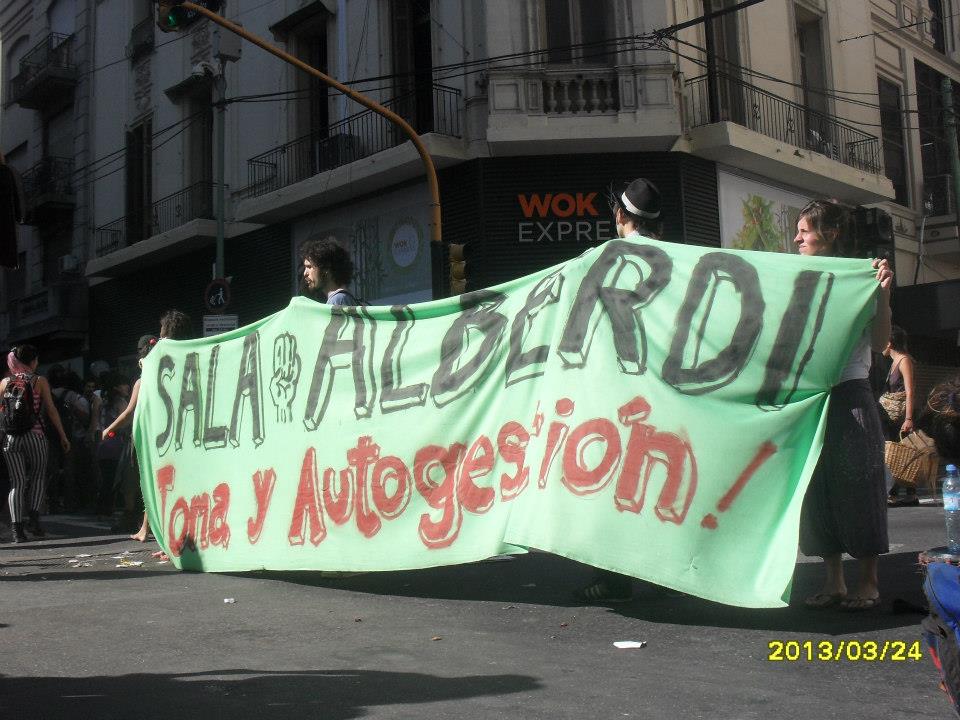 WOK
EXPRE
SALA ALBERDI
Toma y Autogestión!
2013/03/24